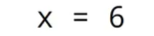 x = 6